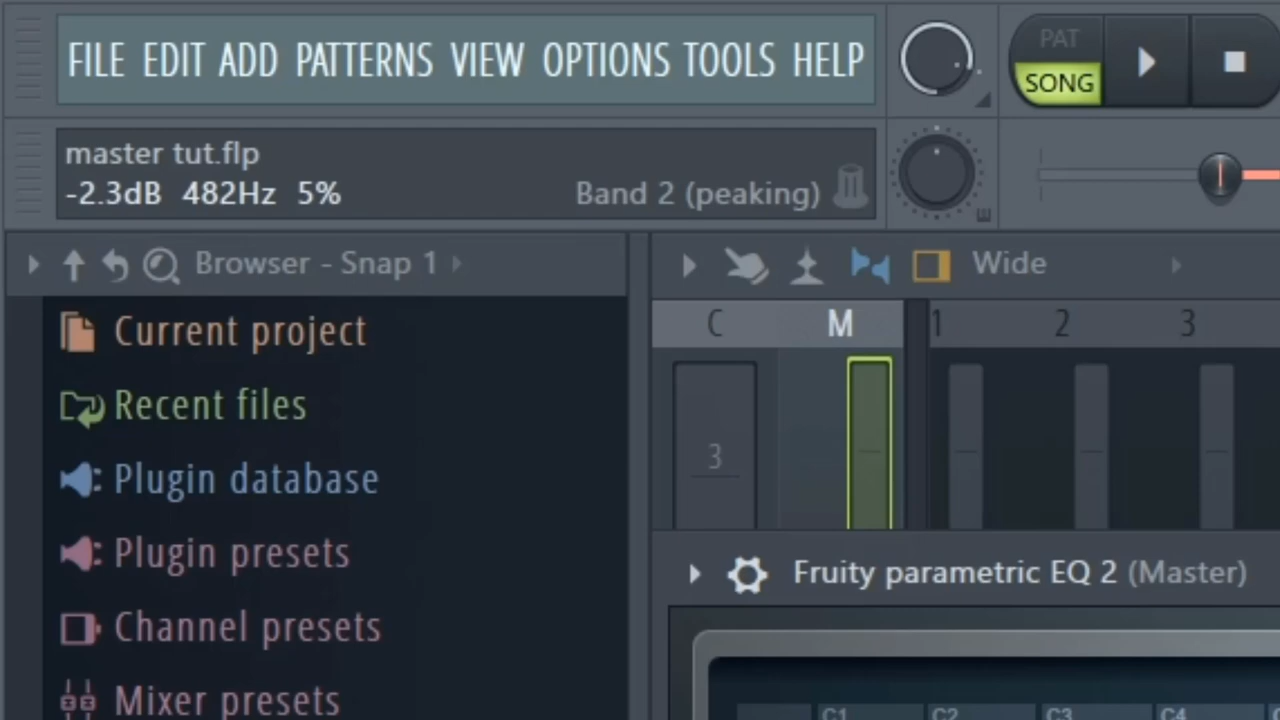 FILE EDIT ADD PATTERNS VIEW OPTIONS TOOLS HELP
PAT
SONG
master tut.flp
-2.3dB 482Hz 5%
Band 2 (peaking)
Browser - Snap 1
Wide
C M 1 2 3
3
Current project
Recent files
Plugin database
Plugin presets
Channel presets
Mixer presets
Fruity parametric EQ 2 (Master)
C1 C2 C3 C4